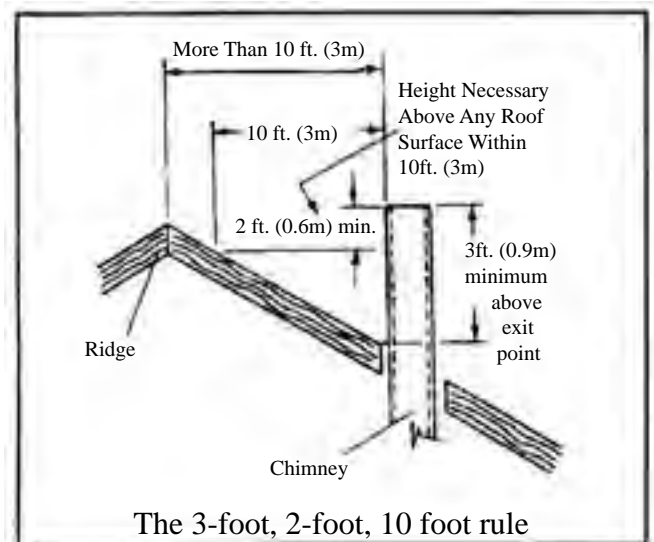 More Than 10 ft. (3m)
Height Necessary
Above Any Roof
Surface Within
10ft. (3m)
10 ft. (3m)
2 ft. (0.6m) min.
3ft. (0.9m)
minimum
above
exit
point
Ridge
Chimney
The 3-foot, 2-foot, 10 foot rule